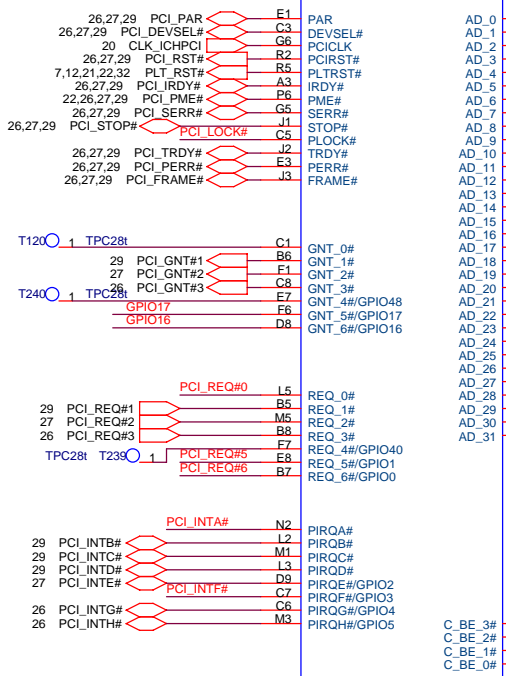 26,27,29 PCI_PAR E1 PAR AD_0
26,27,29 PCI_DEVSEL# C3 DEVSEL# AD_1
20 CLK_ICHPCI G6 PCICLK AD_2
26,27,29 PCI_RST# R2 PCIRST# AD_3
7,12,21,22,32 PLT_RST# R5 PLTRST# AD_4
26,27,29 PCI_IRDY# A3 IRDY# AD_5
22,26,27,29 PCI_PME# P6 PME# AD_6
26,27,29 PCI_SERR# G5 SERR# AD_7
26,27,29 PCI_STOP# J1 STOP# AD_8
PCI_LOCK# C5 PLOCK# AD_9
26,27,29 PCI_TRDY# J2 TRDY# AD_10
26,27,29 PCI_PERR# E3 PERR# AD_11
26,27,29 PCI_FRAME# J3 FRAME# AD_12
AD_13
AD_14
AD_15
AD_16
T120 1 TPC28t C1 GNT_0# AD_17
29 PCI_GNT#1 B6 GNT_1# AD_18
27 PCI_GNT#2 F1 GNT_2# AD_19
26 PCI_GNT#3 C8 GNT_3# AD_20
T240 1 TPC28t E7 GNT_4#/GPIO48 AD_21
GPIO17 F6 GNT_5#/GPIO17 AD_22
GPIO16 D8 GNT_6#/GPIO16 AD_23
AD_24
AD_25
AD_26
AD_27
PCI_REQ#0 L5 REQ_0# AD_28
29 PCI_REQ#1 B5 REQ_1# AD_29
27 PCI_REQ#2 M5 REQ_2# AD_30
26 PCI_REQ#3 B8 REQ_3# AD_31
F7 REQ_4#/GPIO40
TPC28t T239 1 PCI_REQ#5 E8 REQ_5#/GPIO1
PCI_REQ#6 B7 REQ_6#/GPIO0
PCI_INTA# N2 PIRQA#
29 PCI_INTB# L2 PIRQB#
29 PCI_INTC# M1 PIRQC#
29 PCI_INTD# L3 PIRQD#
27 PCI_INTE# D9 PIRQE#/GPIO2
PCI_INTF# C7 PIRQF#/GPIO3
26 PCI_INTG# C6 PIRQG#/GPIO4
26 PCI_INTH# M3 PIRQH#/GPIO5 C_BE_3#
C_BE_2#
C_BE_1#
C_BE_0#